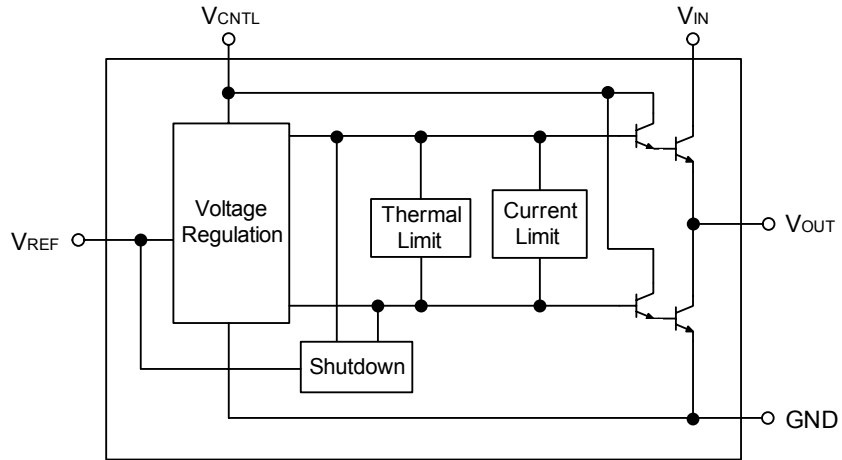 VCNTL
VIN
Voltage
Regulation
Thermal
Limit
Current
Limit
VREF
VOUT
Shutdown
GND